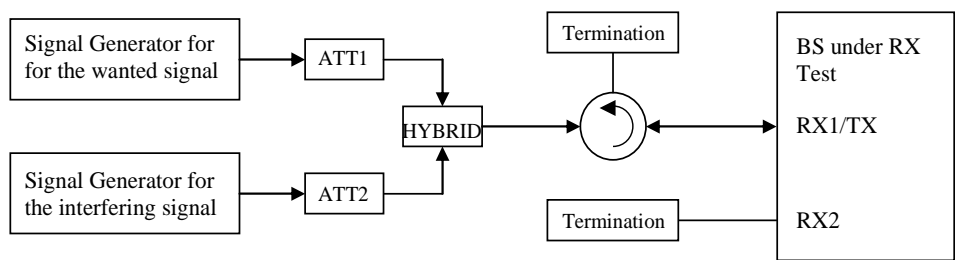 Signal Generator for
for the wanted signal
ATT1
Termination
BS under RX
Test
HYBRID
RX1/TX
Signal Generator for
the interfering signal
ATT2
Termination
RX2